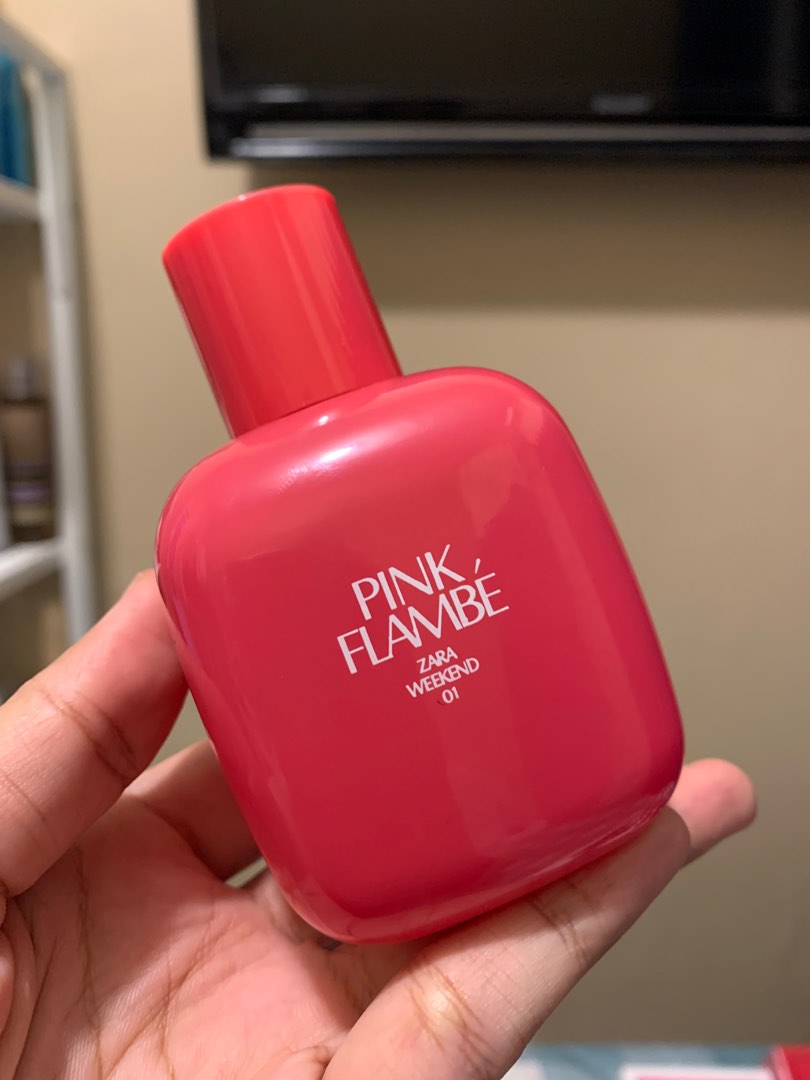 PINK
FLAMBÉ
ZARA
WEEKEND
01